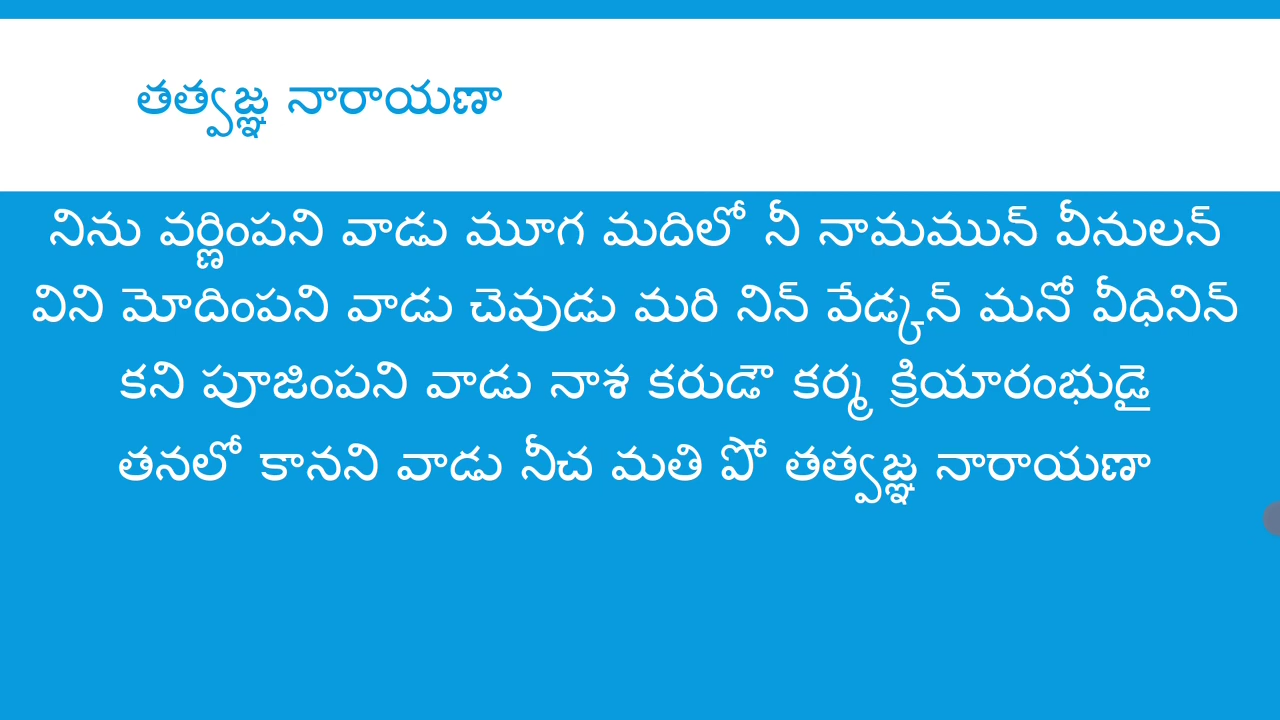 తత్వజ్ఞ నారాయణా
నిను వర్ణింపని వాడు మూగ మదిలో నీ నామమున్ వీనులన్
విని మోదింపని వాడు చెవుడు మరి నిన్ వేడ్కన్ మనో వీధినిన్
కని పూజింపని వాడు నాశ కరుడౌ కర్మ క్రియారంభుడై
తనలో కానని వాడు నీచ మతి పో తత్వజ్ఞ నారాయణా